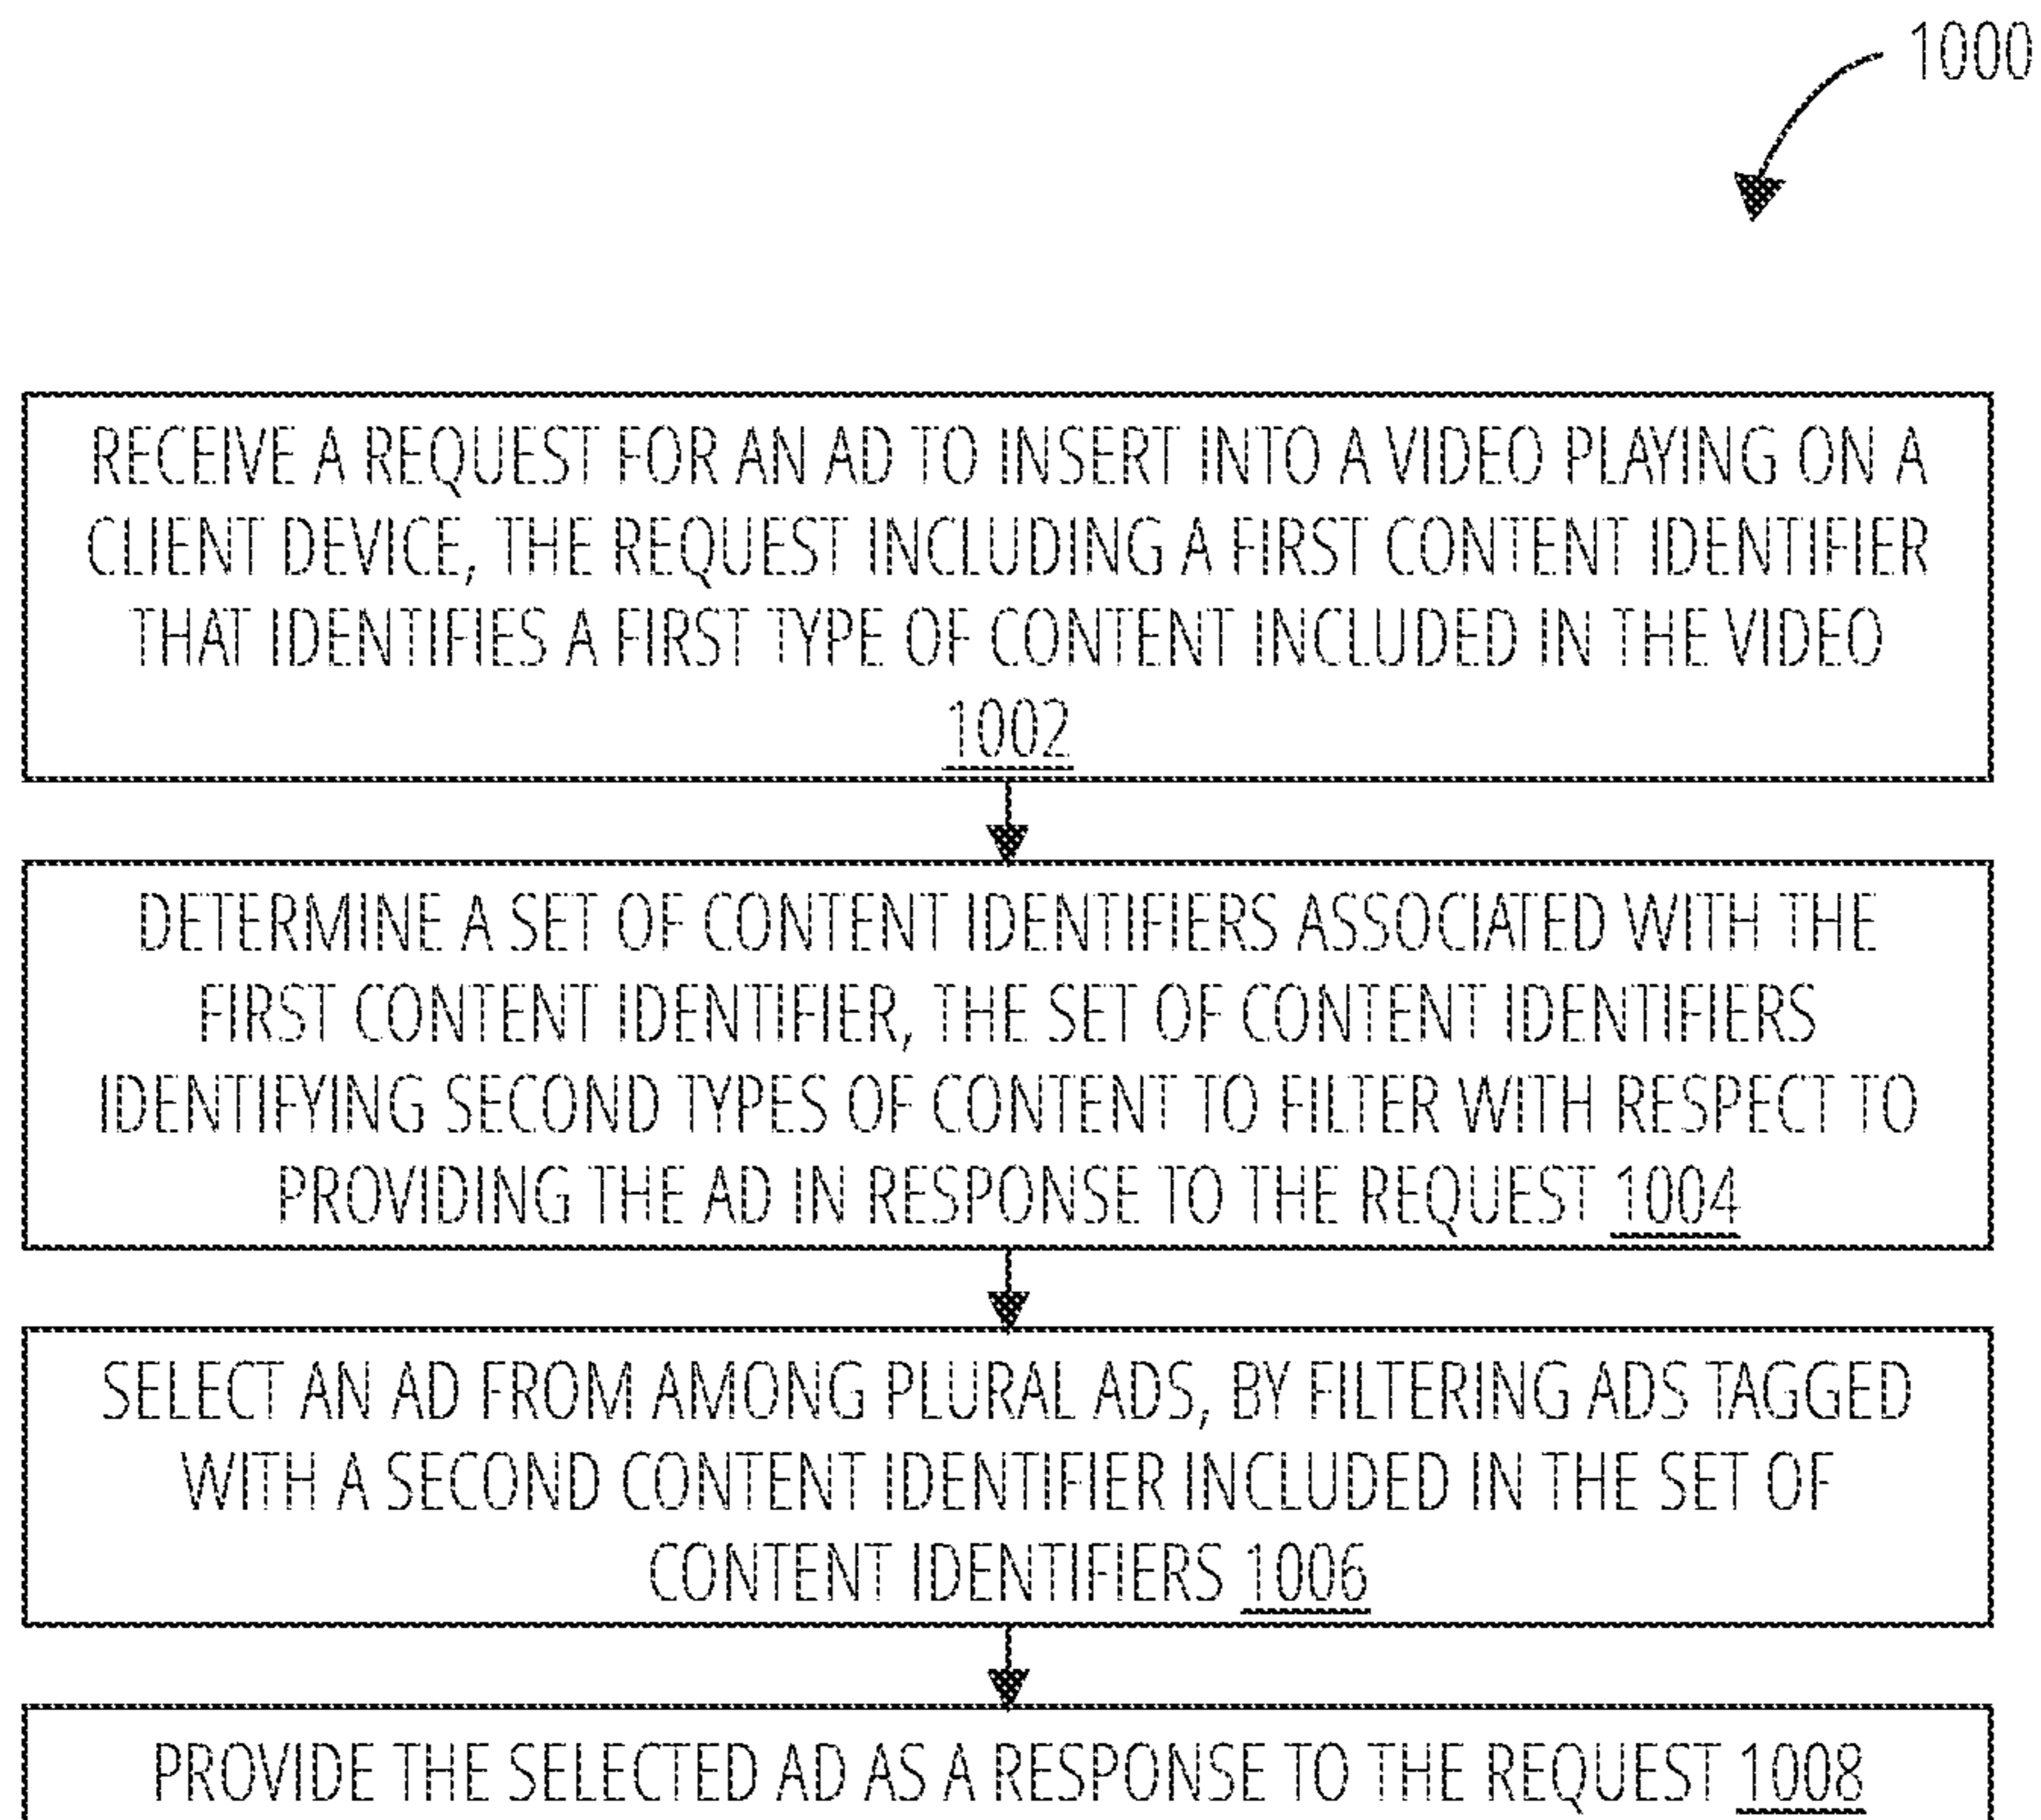 1000
RECEIVE A REQUEST FOR AN AD TO INSERT INTO A VIDEO PLAYING ON A
CLIENT DEVICE, THE REQUEST INCLUDING A FIRST CONTENT IDENTIFIER
THAT IDENTIFIES A FIRST TYPE OF CONTENT INCLUDED IN THE VIDEO
1002
DETERMINE A SET OF CONTENT IDENTIFIERS ASSOCIATED WITH THE
FIRST CONTENT IDENTIFIER, THE SET OF CONTENT IDENTIFIERS
IDENTIFYING SECOND TYPES OF CONTENT TO FILTER WITH RESPECT TO
PROVIDING THE AD IN RESPONSE TO THE REQUEST 1004
SELECT AN AD FROM AMONG PLURAL ADS, BY FILTERING ADS TAGGED
WITH A SECOND CONTENT IDENTIFIER INCLUDED IN THE SET OF
CONTENT IDENTIFIERS 1006
PROVIDE THE SELECTED AD AS A RESPONSE TO THE REQUEST 1008